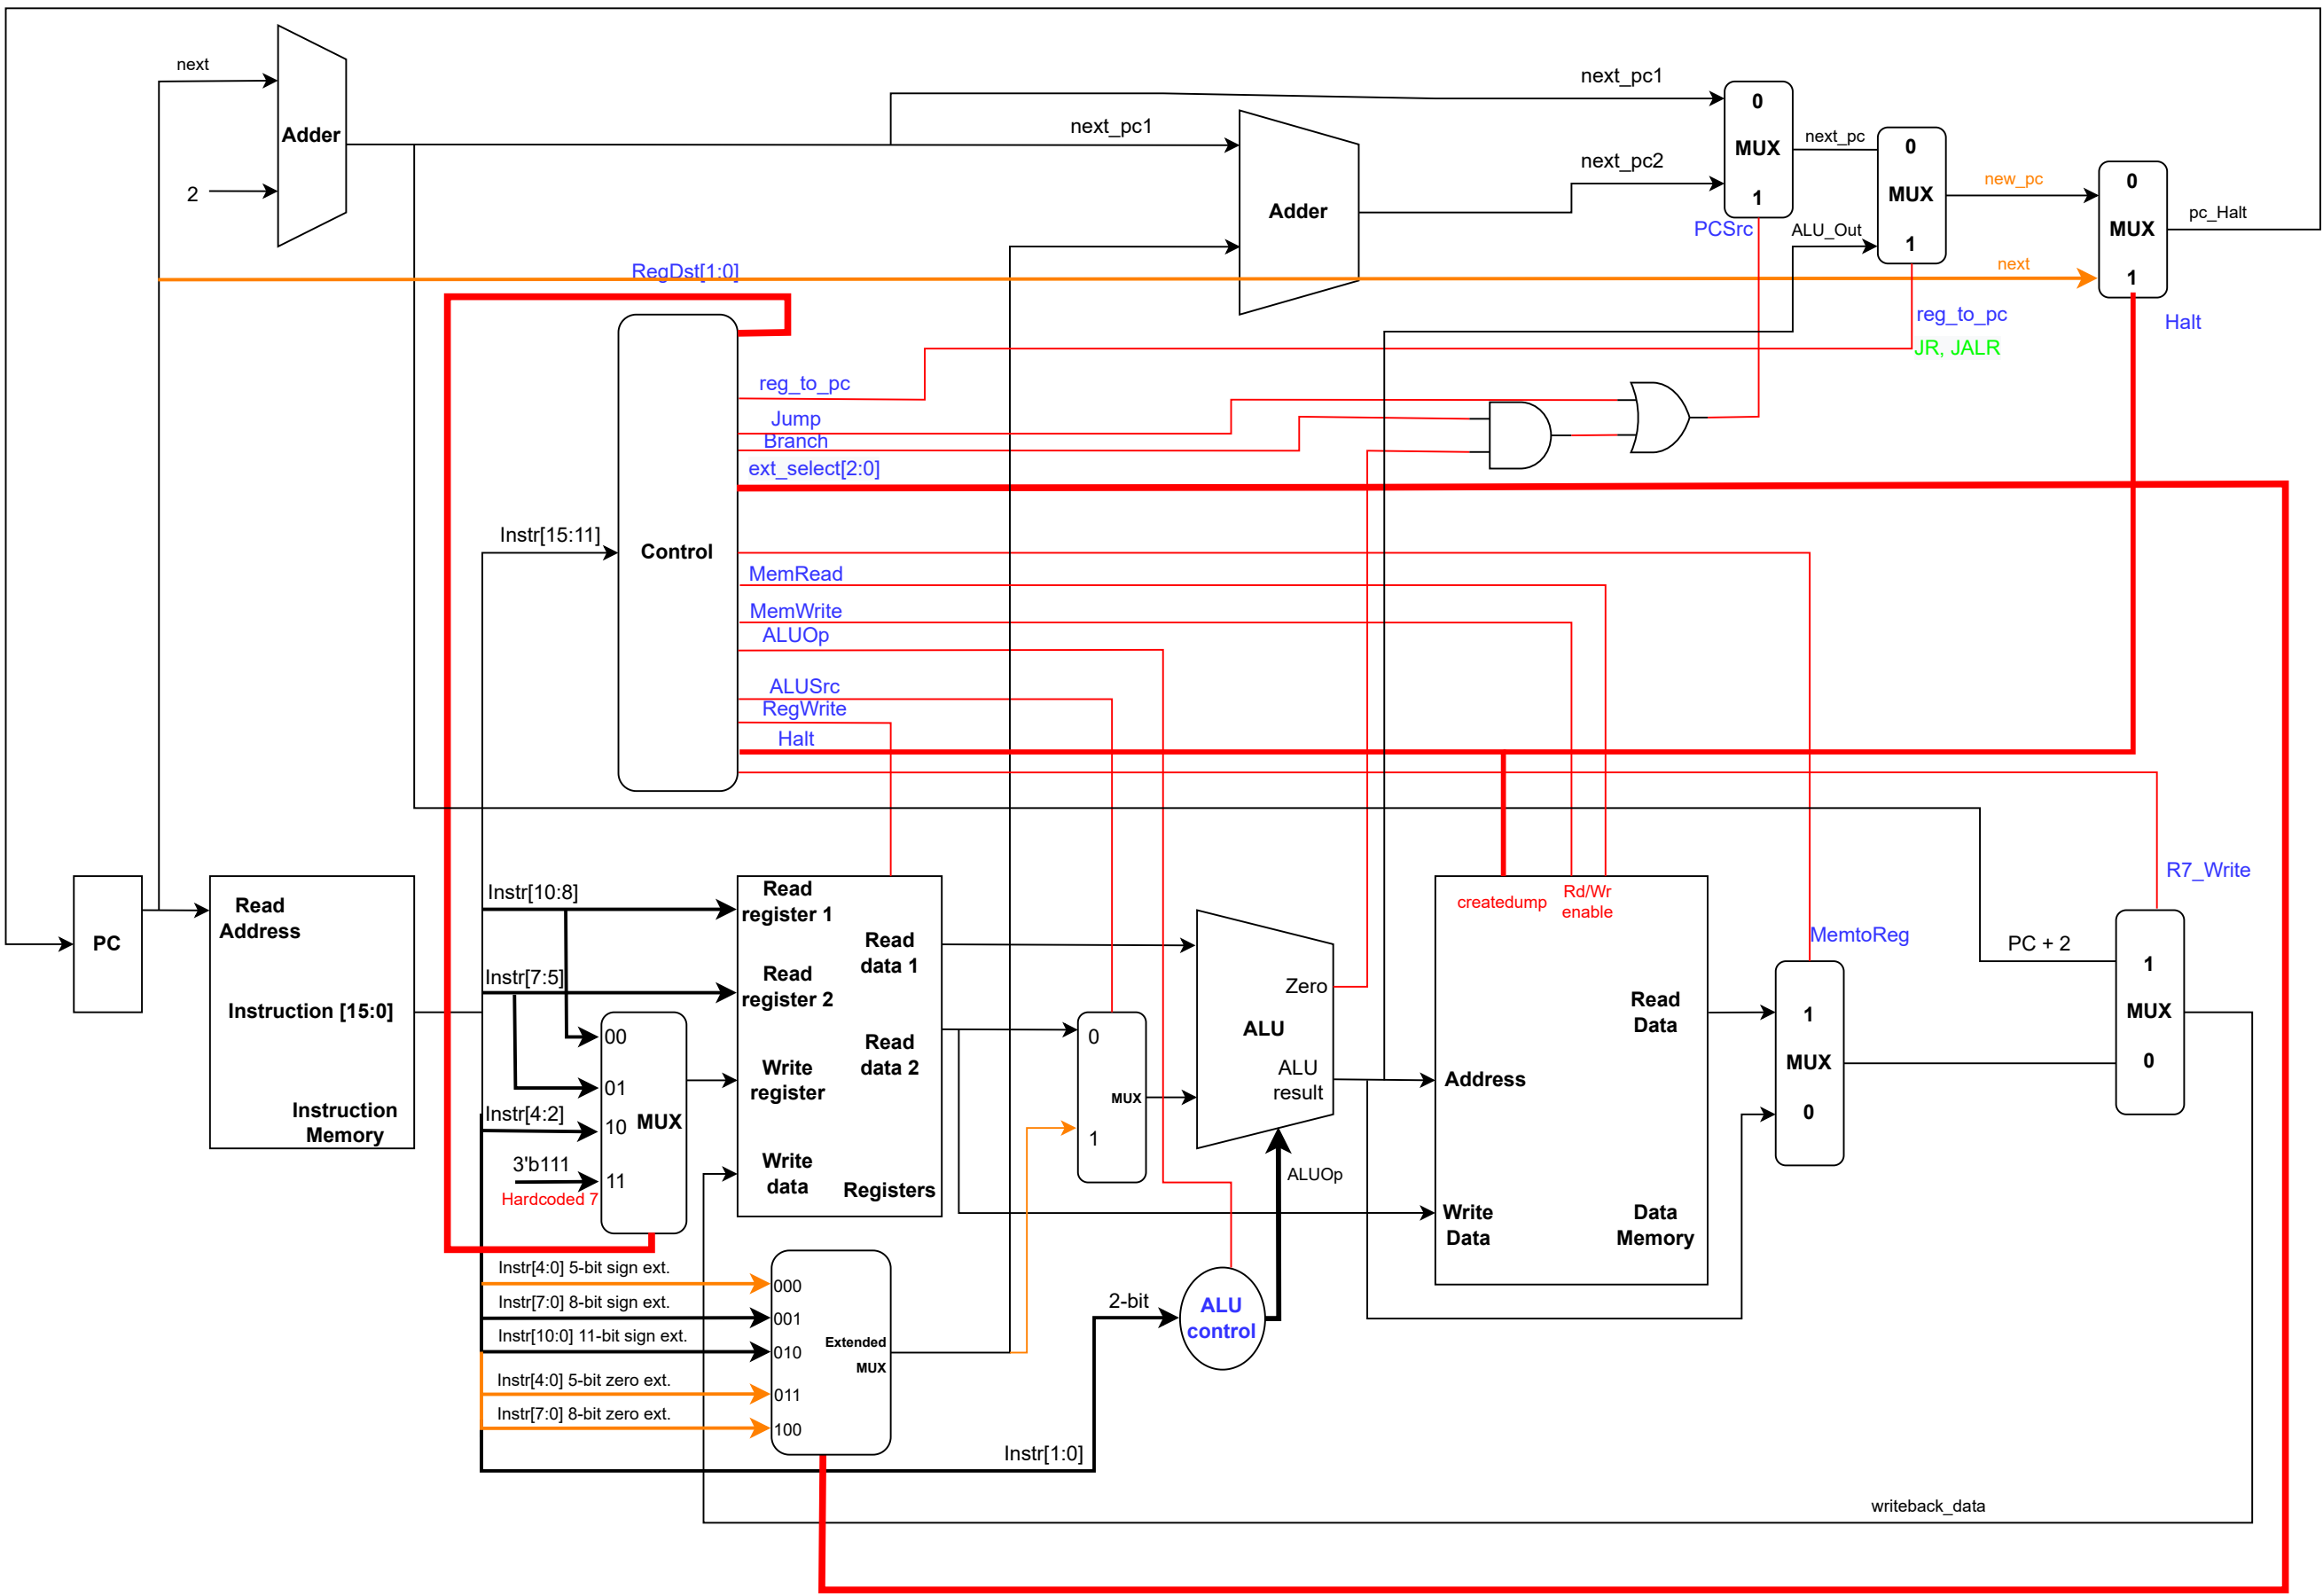 next
Adder
2
next_pc1
next_pc1
next_pc2
Adder
0
MUX
1
PCSrc
next_pc
ALU_Out
0
MUX
1
reg_to_pc
JR, JALR
new_pc
next
0
MUX
1
Halt
pc_Halt
RegDst[1:0]
reg_to_pc
Jump
Branch
ext_select[2:0]
Instr[15:11]
Control
MemRead
MemWrite
ALUOp
ALUSrc
RegWrite
Halt
PC
Read
Address
Instruction [15:0]
Instruction
Memory
Instr[10:8]
Instr[7:5]
Instr[4:2]
3'b111
Hardcoded 7
00
01
10
11
MUX
Read
register 1
Read
register 2
Write
register
Write
data
Read
data 1
Read
data 2
Registers
0
MUX
1
Zero
ALU
ALU
result
ALUOp
createdump
Rd/Wr
enable
Read
Data
Address
Write
Data
Data
Memory
MemtoReg
1
MUX
0
R7_Write
PC + 2
1
MUX
0
Instr[4:0] 5-bit sign ext.
Instr[7:0] 8-bit sign ext.
Instr[10:0] 11-bit sign ext.
Instr[4:0] 5-bit zero ext.
Instr[7:0] 8-bit zero ext.
000
001
010
011
100
Extended
MUX
2-bit
ALU
control
Instr[1:0]
writeback_data